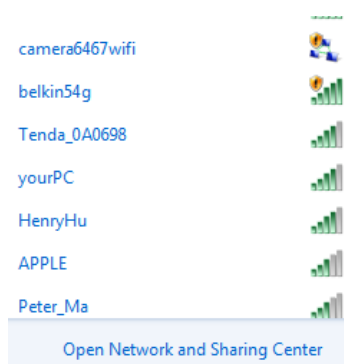 camera6467wifi
belkin54g
Tenda_0A0698
yourPC
HenryHu
APPLE
Peter_Ma
Open Network and Sharing Center